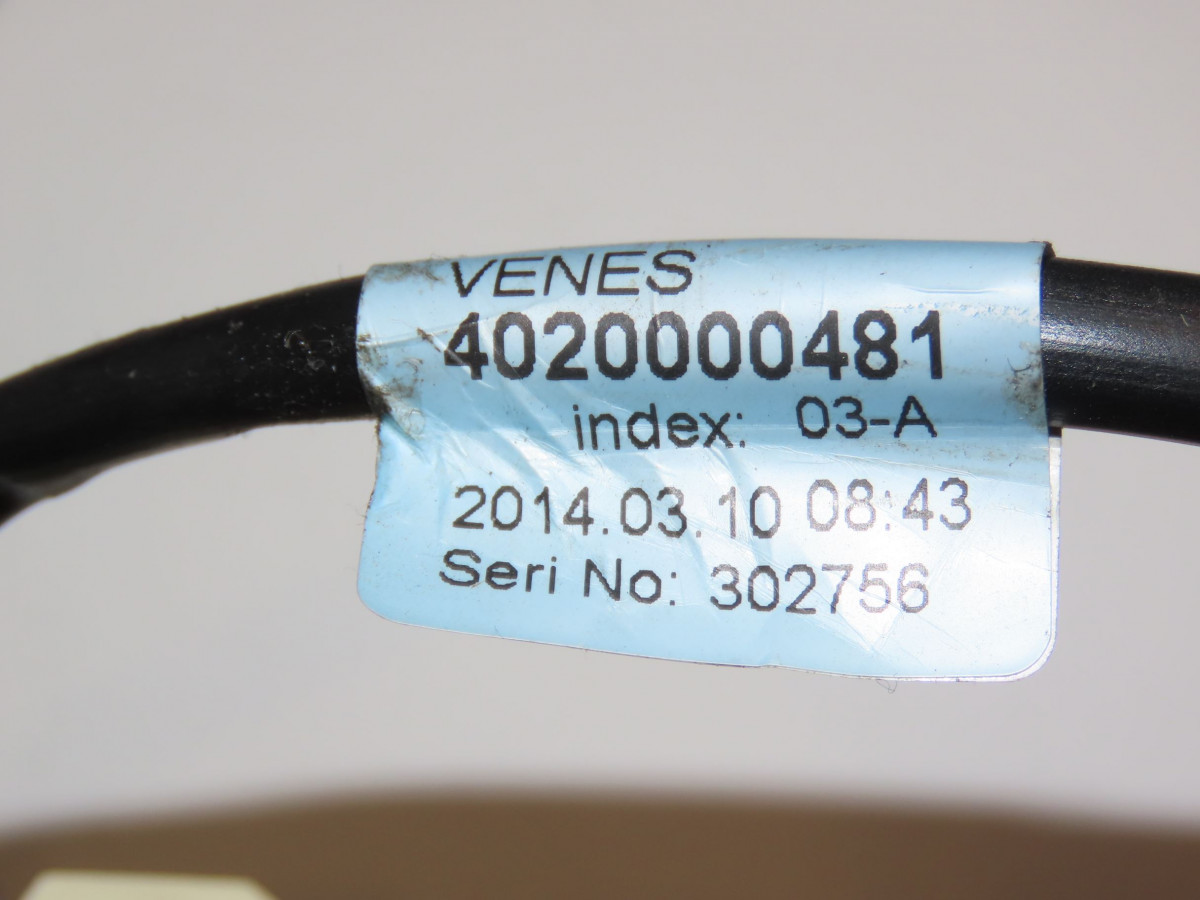 VENES
4020000481
index: 03-A
2014.03.10 08:43
Seri No: 302756